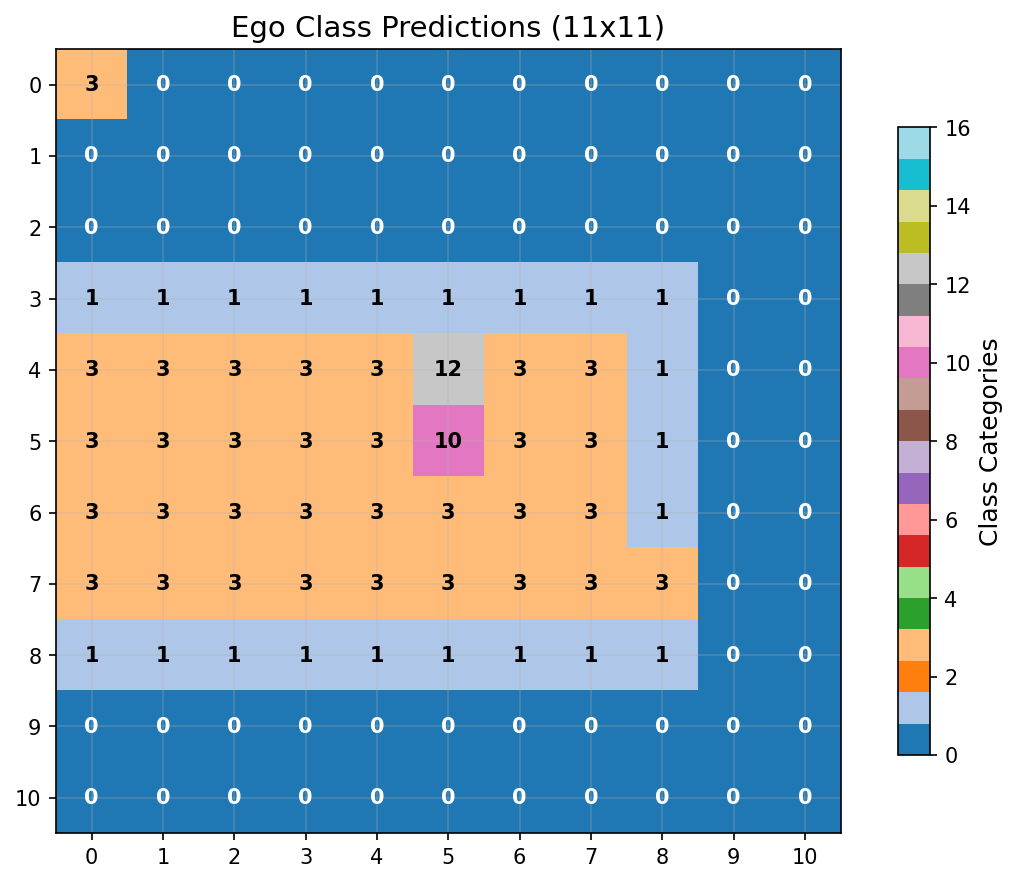 Ego Class Predictions (11x11)
0 3 0 0 0 0 0 0 0 0 0 0
1 0 0 0 0 0 0 0 0 0 0 0
2 0 0 0 0 0 0 0 0 0 0 0
3 1 1 1 1 1 1 1 1 1 0 0
4 3 3 3 3 3 12 3 3 1 0 0
5 3 3 3 3 3 10 3 3 1 0 0
6 3 3 3 3 3 3 3 3 1 0 0
7 3 3 3 3 3 3 3 3 3 0 0
8 1 1 1 1 1 1 1 1 1 0 0
9 0 0 0 0 0 0 0 0 0 0 0
10 0 0 0 0 0 0 0 0 0 0 0
0 1 2 3 4 5 6 7 8 9 10
16
14
12
10
8
6
4
2
0
Class Categories